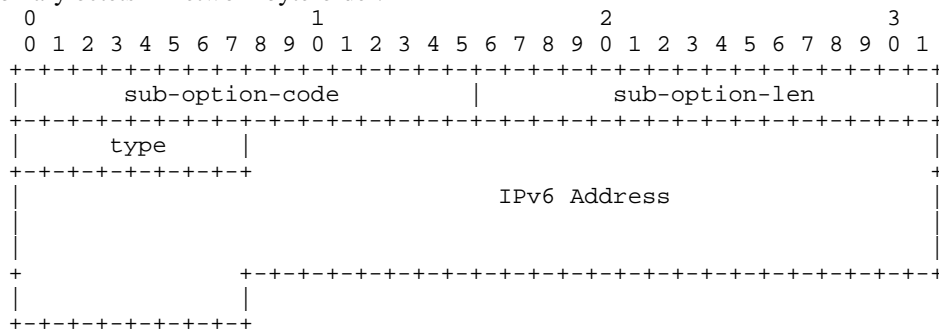 0                   1                   2                   3
 0 1 2 3 4 5 6 7 8 9 0 1 2 3 4 5 6 7 8 9 0 1 2 3 4 5 6 7 8 9 0 1
+-+-+-+-+-+-+-+-+-+-+-+-+-+-+-+-+-+-+-+-+-+-+-+-+-+-+-+-+-+-+-+-+
|       sub-option-code         |         sub-option-len        |
+-+-+-+-+-+-+-+-+-+-+-+-+-+-+-+-+-+-+-+-+-+-+-+-+-+-+-+-+-+-+-+-+
|      type     |                                               |
+-+-+-+-+-+-+-+-+                                               +
|                                 IPv6 Address                  |
|                                                               |
|                                                               |
+               +-+-+-+-+-+-+-+-+-+-+-+-+-+-+-+-+-+-+-+-+-+-+-+-+
|               |
+-+-+-+-+-+-+-+-+